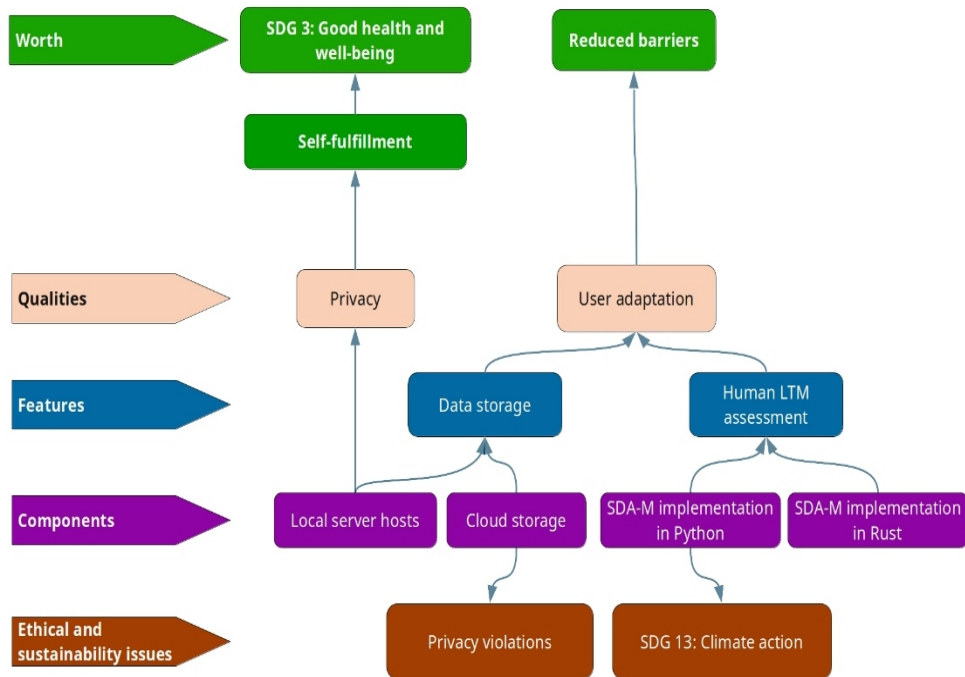 Worth
SDG 3: Good health and
well-being
Reduced barriers
Self-fulfillment
Qualities
Privacy
User adaptation
Features
Data storage
Human LTM
assessment
Components
Local server hosts
Cloud storage
SDA-M implementation
in Python
SDA-M implementation
in Rust
Ethical and
sustainability issues
Privacy violations
SDG 13: Climate action